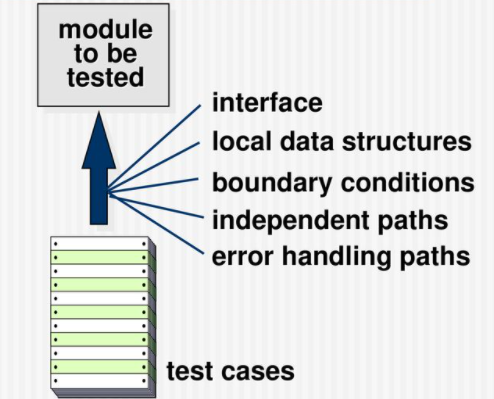 module
to be
tested
interface
local data structures
boundary conditions
independent paths
error handling paths
test cases